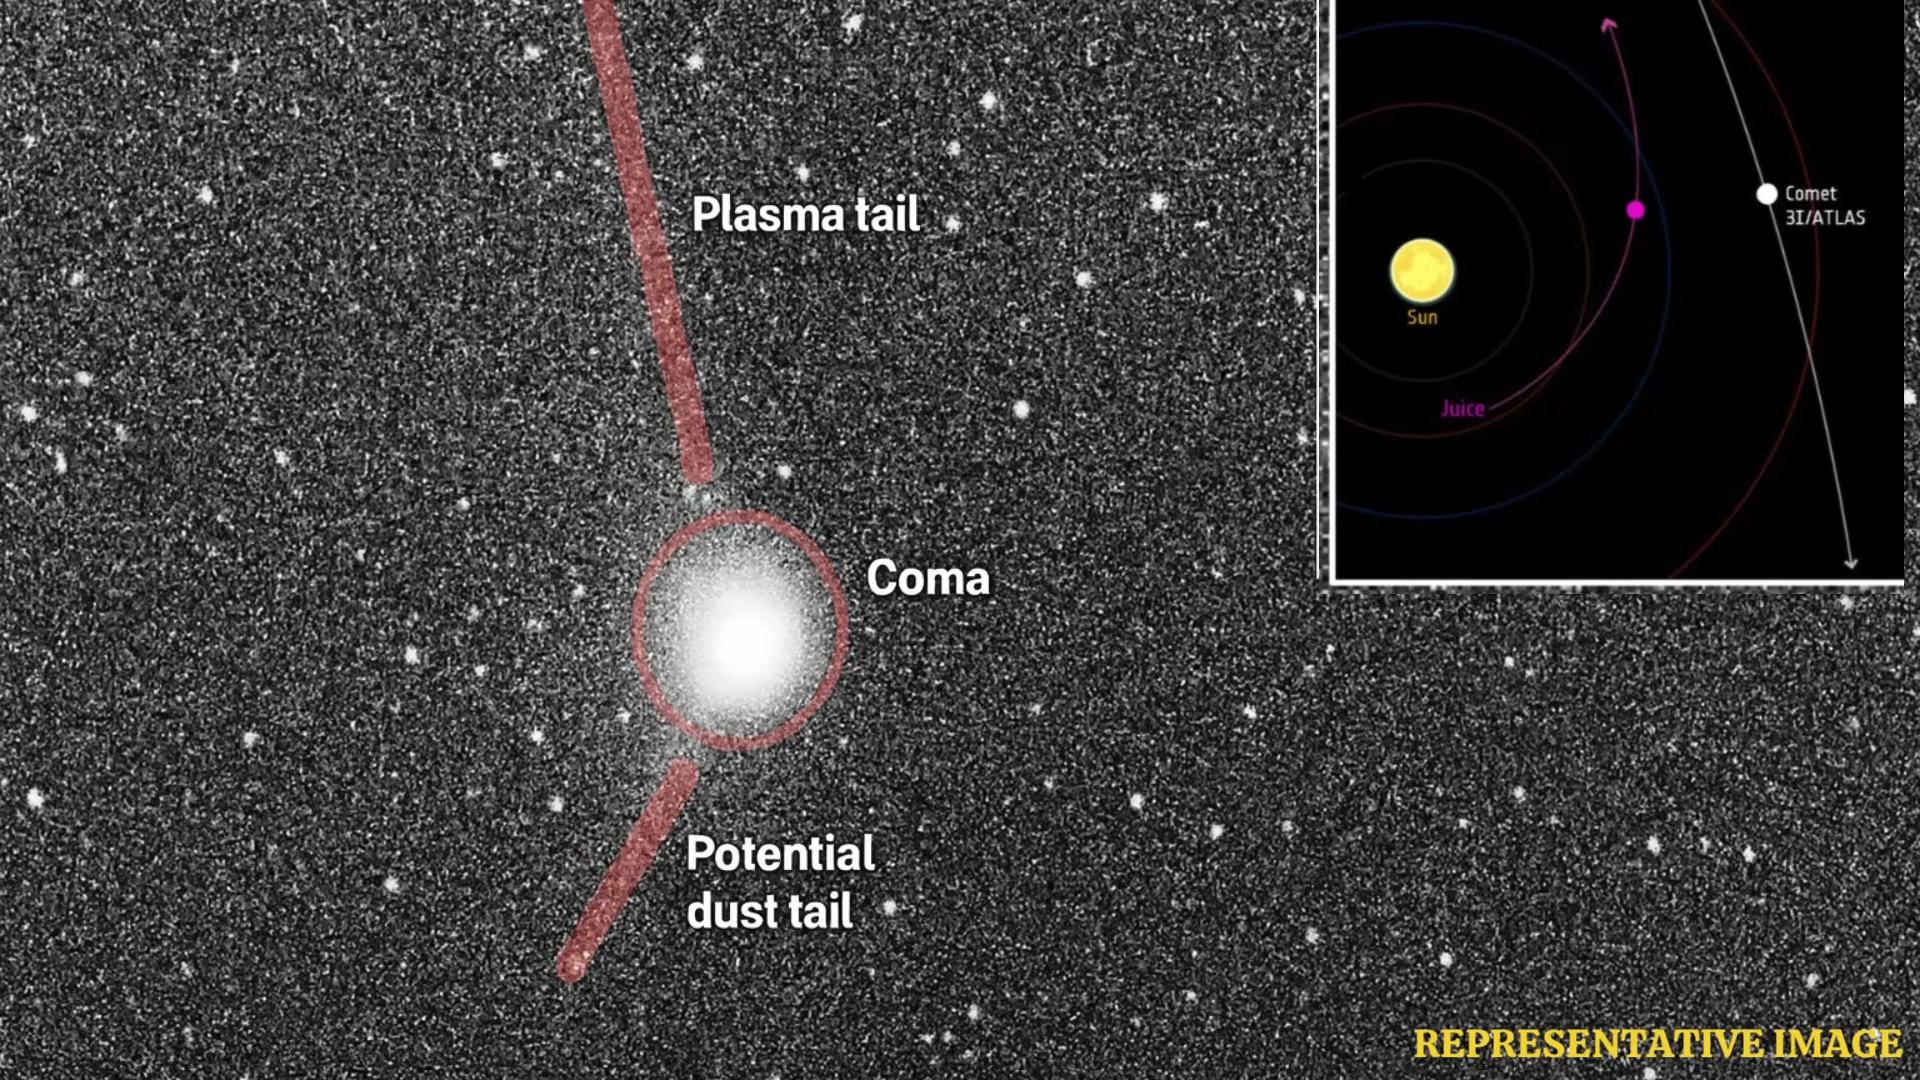 Plasma tail
Coma
Potential
dust tail
Comet
3I/ATLAS
Sun
Juice
REPRESENTATIVE IMAGE